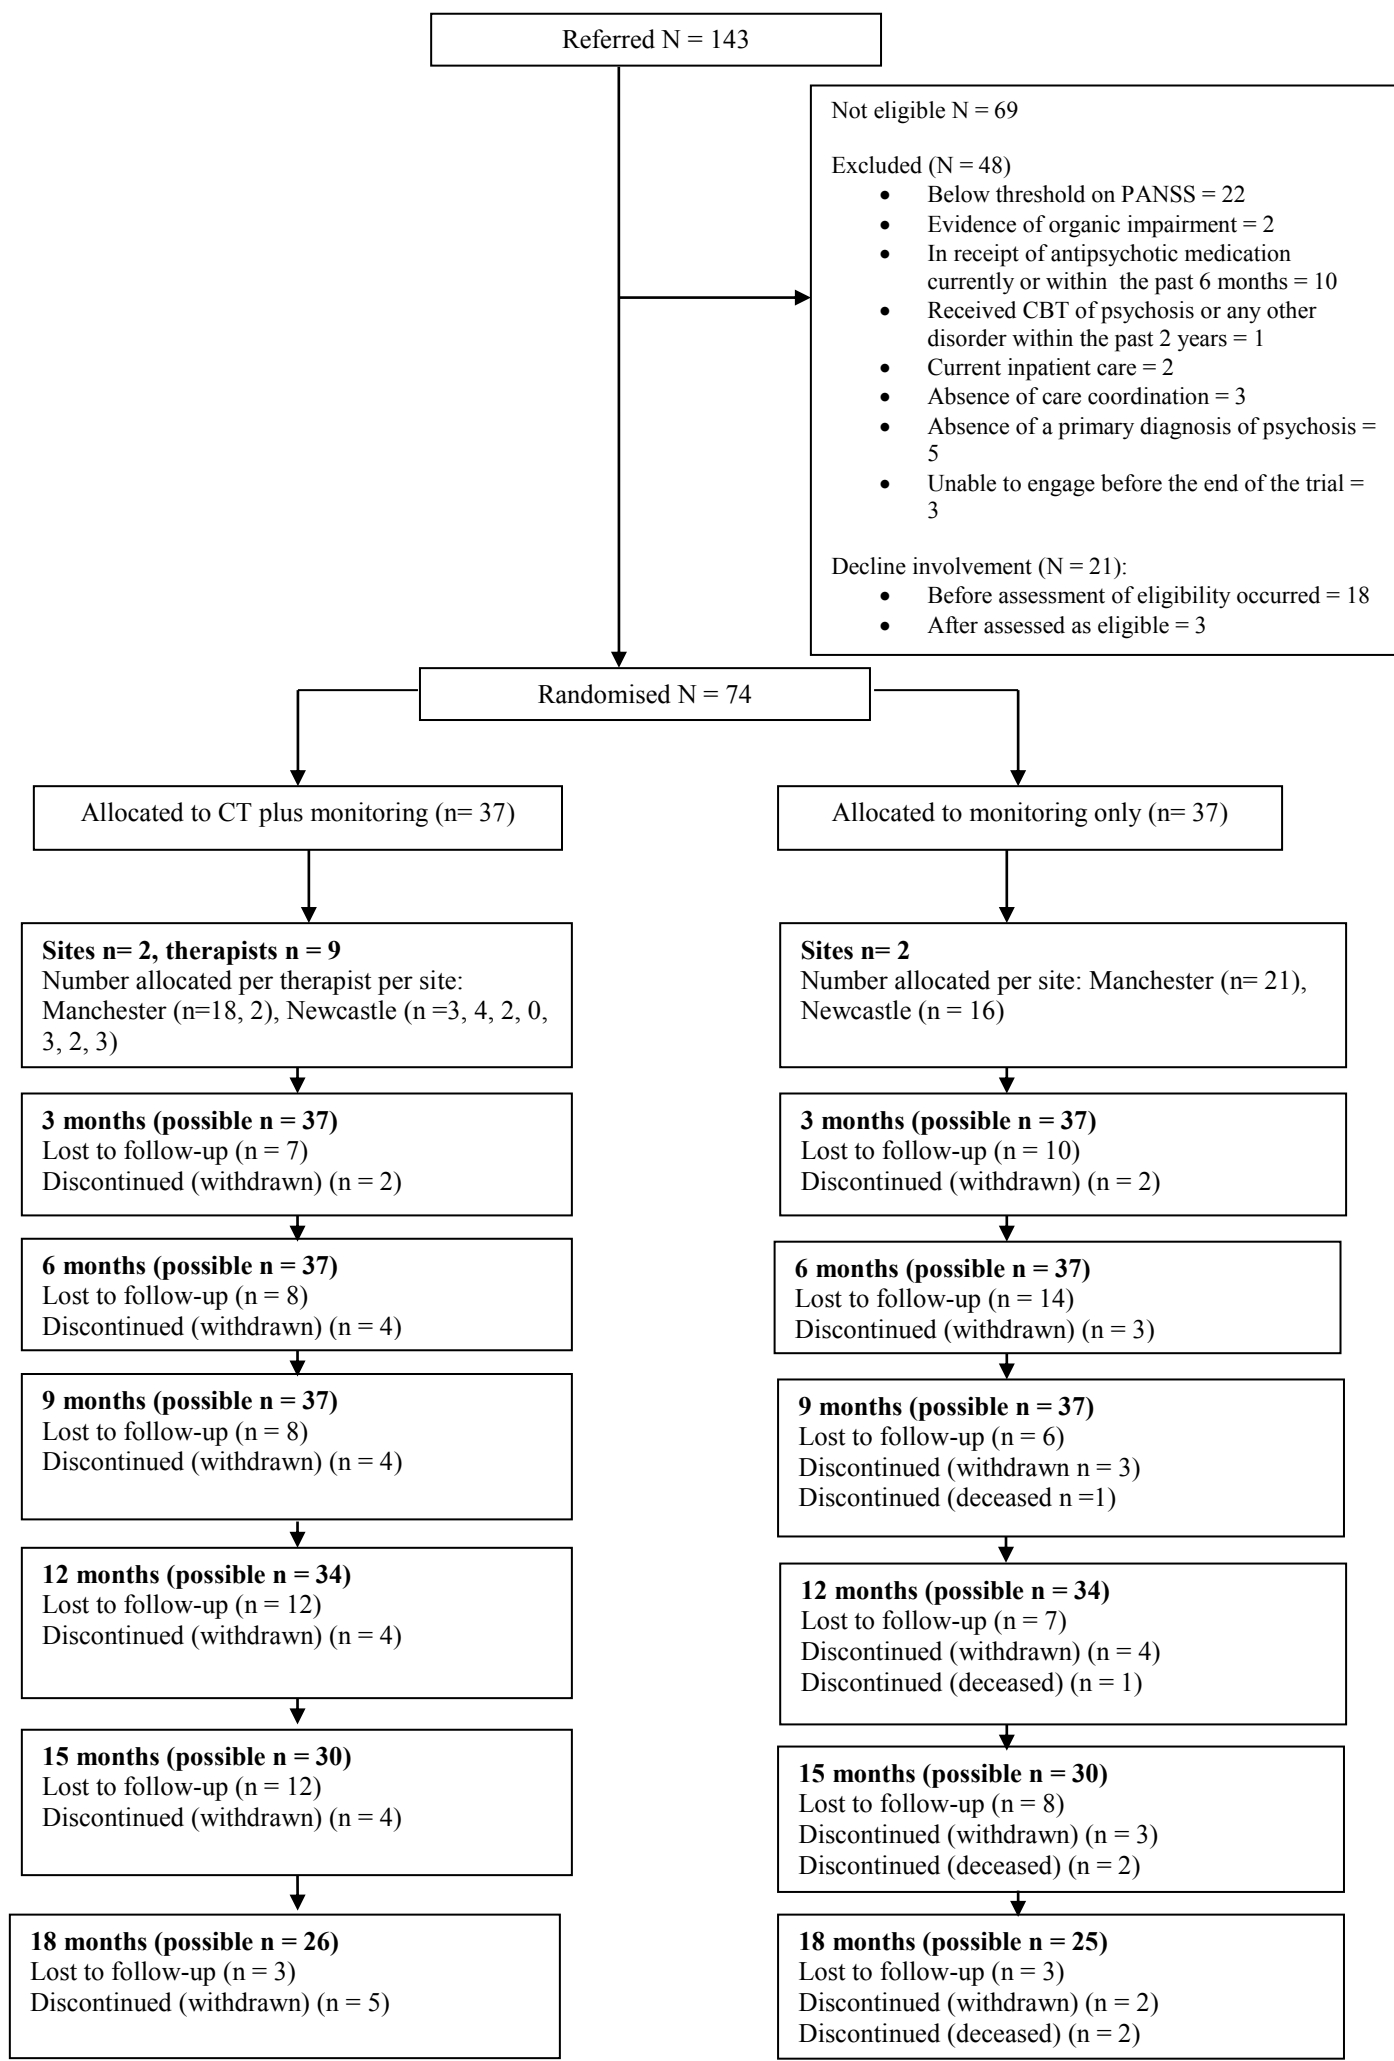 Referred N = 143
Not eligible N = 69
Excluded (N = 48)
• Below threshold on PANSS = 22
• Evidence of organic impairment = 2
• In receipt of antipsychotic medication
currently or within the past 6 months = 10
• Received CBT of psychosis or any other
disorder within the past 2 years = 1
• Current inpatient care = 2
• Absence of care coordination = 3
• Absence of a primary diagnosis of psychosis =
5
• Unable to engage before the end of the trial =
3
Decline involvement (N = 21):
• Before assessment of eligibility occurred = 18
• After assessed as eligible = 3
Randomised N = 74
Allocated to CT plus monitoring (n= 37)
Sites n= 2, therapists n = 9
Number allocated per therapist per site:
Manchester (n=18, 2), Newcastle (n =3, 4, 2, 0,
3, 2, 3)
3 months (possible n = 37)
Lost to follow-up (n = 7)
Discontinued (withdrawn) (n = 2)
6 months (possible n = 37)
Lost to follow-up (n = 8)
Discontinued (withdrawn) (n = 4)
9 months (possible n = 37)
Lost to follow-up (n = 8)
Discontinued (withdrawn) (n = 4)
12 months (possible n = 34)
Lost to follow-up (n = 12)
Discontinued (withdrawn) (n = 4)
15 months (possible n = 30)
Lost to follow-up (n = 12)
Discontinued (withdrawn) (n = 4)
18 months (possible n = 26)
Lost to follow-up (n = 3)
Discontinued (withdrawn) (n = 5)
Allocated to monitoring only (n= 37)
Sites n= 2
Number allocated per site: Manchester (n= 21),
Newcastle (n = 16)
3 months (possible n = 37)
Lost to follow-up (n = 10)
Discontinued (withdrawn) (n = 2)
6 months (possible n = 37)
Lost to follow-up (n = 14)
Discontinued (withdrawn) (n = 3)
9 months (possible n = 37)
Lost to follow-up (n = 6)
Discontinued (withdrawn n = 3)
Discontinued (deceased n =1)
12 months (possible n = 34)
Lost to follow-up (n = 7)
Discontinued (withdrawn) (n = 4)
Discontinued (deceased) (n = 1)
15 months (possible n = 30)
Lost to follow-up (n = 8)
Discontinued (withdrawn) (n = 3)
Discontinued (deceased) (n = 2)
18 months (possible n = 25)
Lost to follow-up (n = 3)
Discontinued (withdrawn) (n = 2)
Discontinued (deceased) (n = 2)